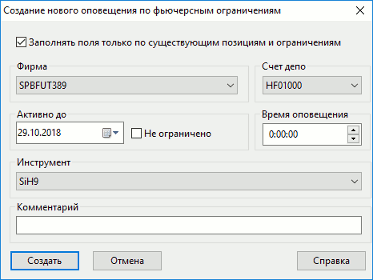 Создание нового оповещения по фьючерсным ограничениям
Заполнять поля только по существующим позициям и ограничениям
Фирма
Счет депо
SPBFUT389
HF01000
Активно до
Время оповещения
29.10.2018
Не ограничено
0:00:00
Инструмент
SiH9
Комментарий
Создать
Отмена
Справка